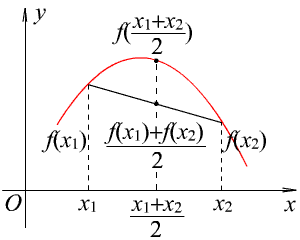 y
f(x₁+x₂/2)
f(x₁) f(x₁)+f(x₂)/2 f(x₂)
O x₁ x₁+x₂/2 x₂ x